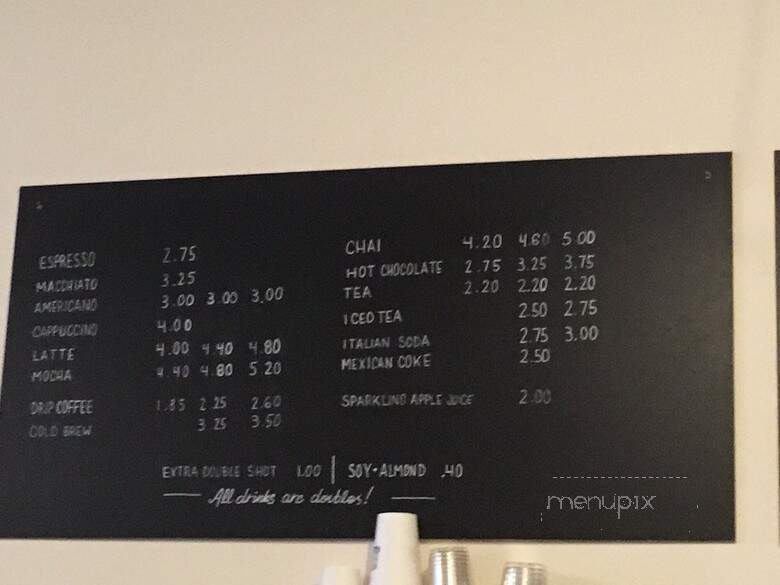 ESPRESSO 2.75
MACCHIATO 3.25
AMERICANO 3.00 3.00 3.00
CAPPUCCINO 4.00
LATTE 4.00 4.40 4.80
MOCHA 4.40 4.80 5.20
DRIP COFFEE 1.85 2.25 2.60
COLD BREW 3.25 3.50
CHAI 4.20 4.60 5.00
HOT CHOCOLATE 2.75 3.25 3.75
TEA 2.20 2.20 2.20
ICED TEA 2.50 2.75
ITALIAN SODA 2.75 3.00
MEXICAN COKE 2.50
SPARKLING APPLE JUICE 2.00
EXTRA DOUBLE SHOT 1.00 | SOY • ALMOND .40
All drinks are doubles!
menupix